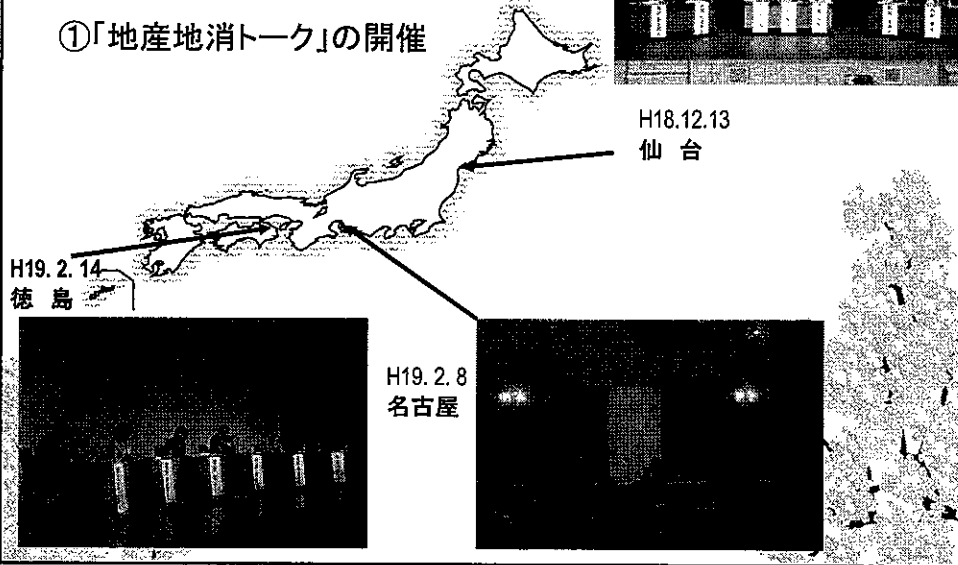 ①「地産地消トーク」の開催
H18.12.13
仙 台
H19. 2. 14
徳 島
H19. 2. 8
名古屋